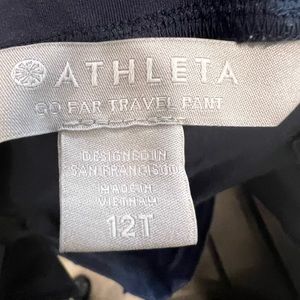 ATHLETA
GO FAR TRAVEL PANT
DESIGNED IN
SAN FRANCISCO
MADE IN
VIETNAM
12T